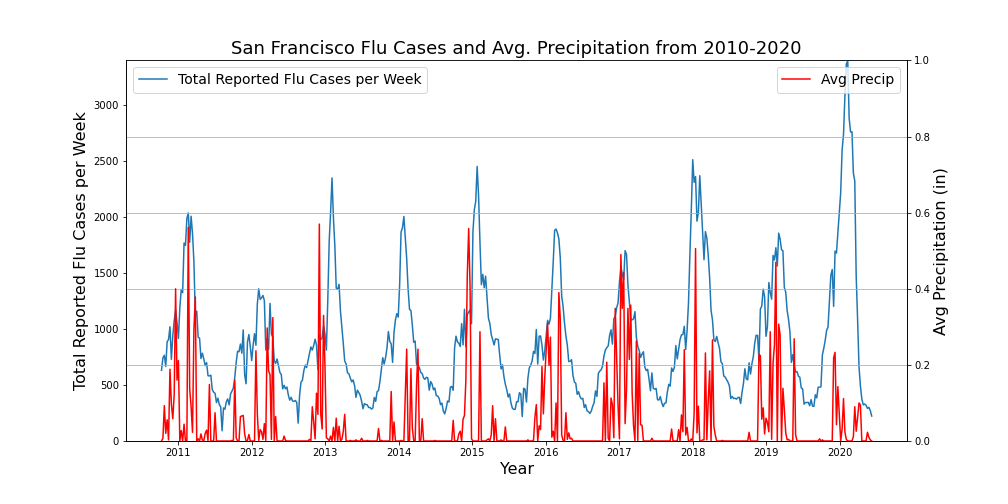 San Francisco Flu Cases and Avg. Precipitation from 2010-2020
Total Reported Flu Cases per Week
Avg Precip
Total Reported Flu Cases per Week
3000
2500
2000
1500
1000
500
0
1.0
0.8
0.6
0.4
0.2
0.0
Avg Precipitation (in)
2011 2012 2013 2014 2015 2016 2017 2018 2019 2020
Year